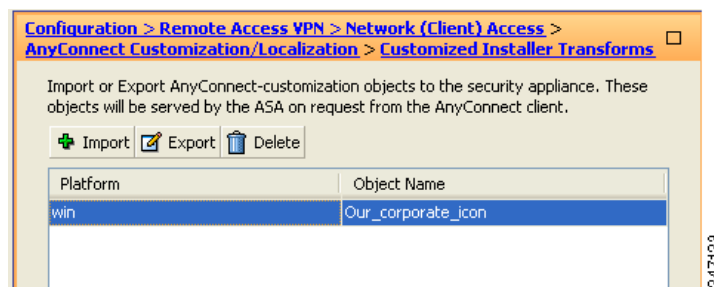 Configuration > Remote Access VPN > Network (Client) Access >
AnyConnect Customization/Localization > Customized Installer Transforms
Import or Export AnyConnect-customization objects to the security appliance. These
objects will be served by the ASA on request from the AnyConnect client.
Import Export Delete
Platform Object Name
win Our_corporate_icon